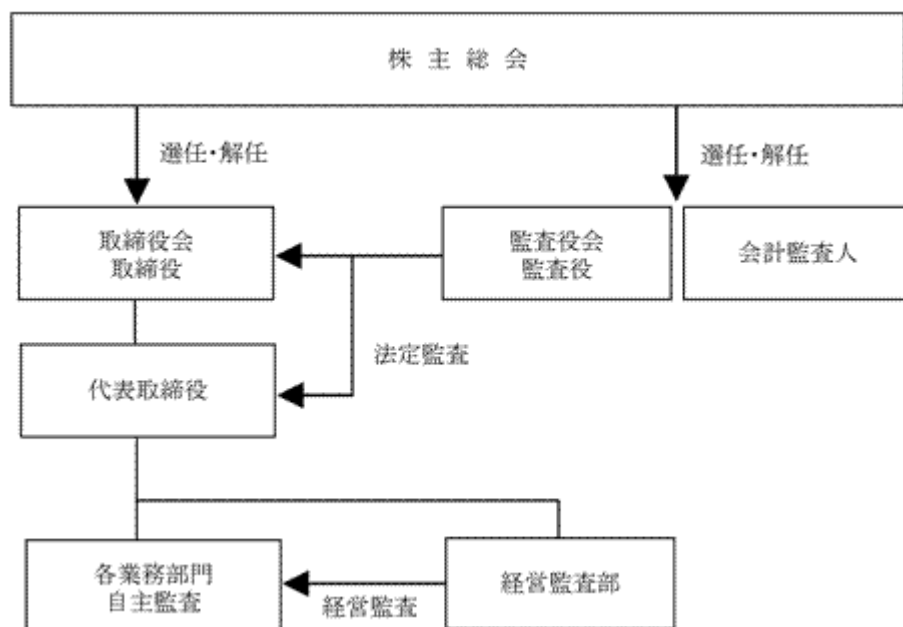 株 主 総 会
選任・解任
選任・解任
取締役会
取締役
監査役会
監査役
会計監査人
法定監査
代表取締役
各業務部門
自主監査
経営監査
経営監査部